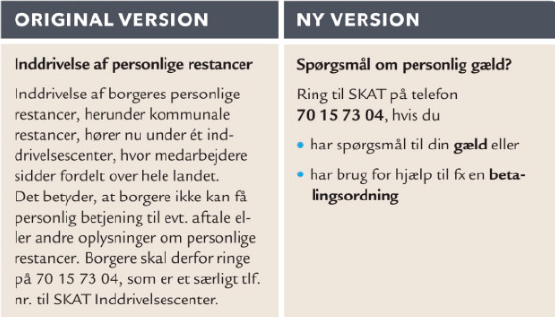 ORIGINAL VERSION
Inddrivelse af personlige restancer
Inddrivelse af borgeres personlige
restancer, herunder kommunale
restancer, hører nu under ét ind-
drivelsescenter, hvor medarbejdere
sidder fordelt over hele landet.
Det betyder, at borgere ikke kan få
personlig betjening til evt. aftale el-
ler andre oplysninger om personlige
restancer. Borgere skal derfor ringe
på 70 15 73 04, som er et særligt tlf.
nr. til SKAT Inddrivelsescenter.
NY VERSION
Spørgsmål om personlig gæld?
Ring til SKAT på telefon
70 15 73 04, hvis du
• har spørgsmål til din gæld eller
• har brug for hjælp til fx en beta-
lingsordning